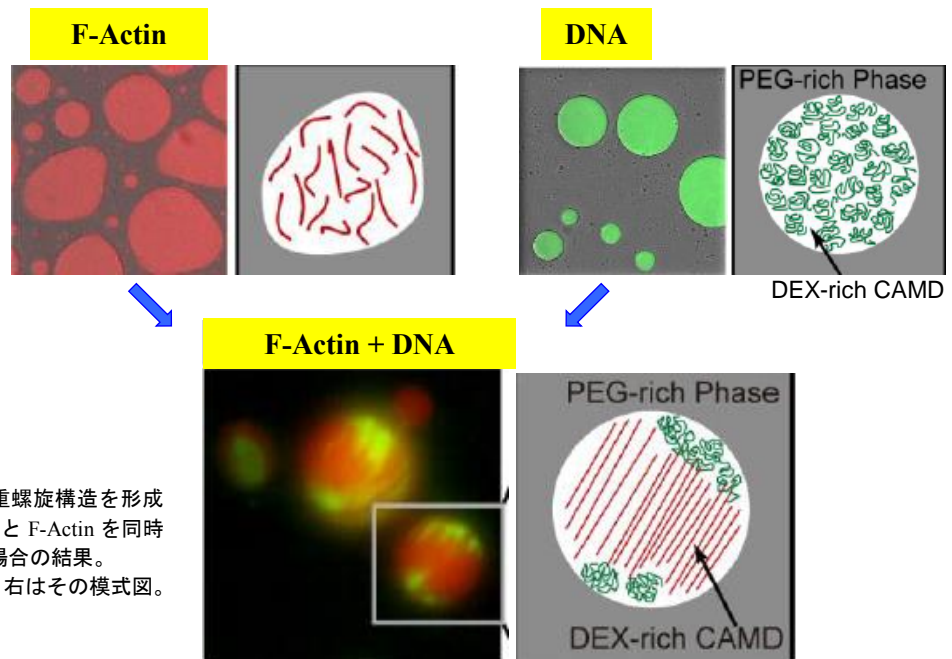 F-Actin
DNA
PEG-rich Phase
DEX-rich CAMD
F-Actin + DNA
PEG-rich Phase
重螺旋構造を形成
と F-Actin を同時
場合の結果。
右はその模式図。
DEX-rich CAMD